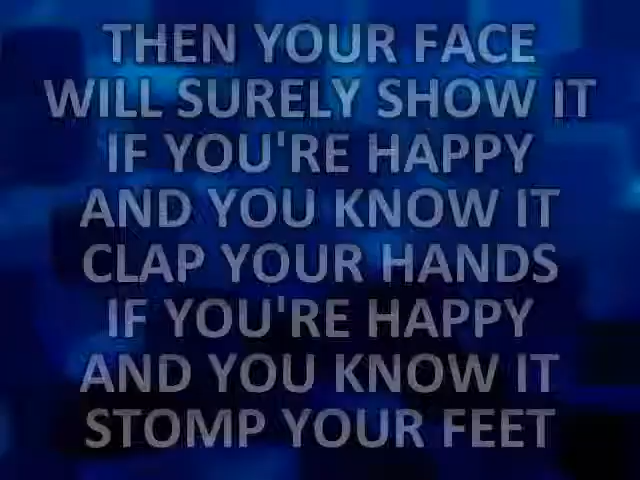 THEN YOUR FACE
WILL SURELY SHOW IT
IF YOU'RE HAPPY
AND YOU KNOW IT
CLAP YOUR HANDS
IF YOU'RE HAPPY
AND YOU KNOW IT
STOMP YOUR FEET